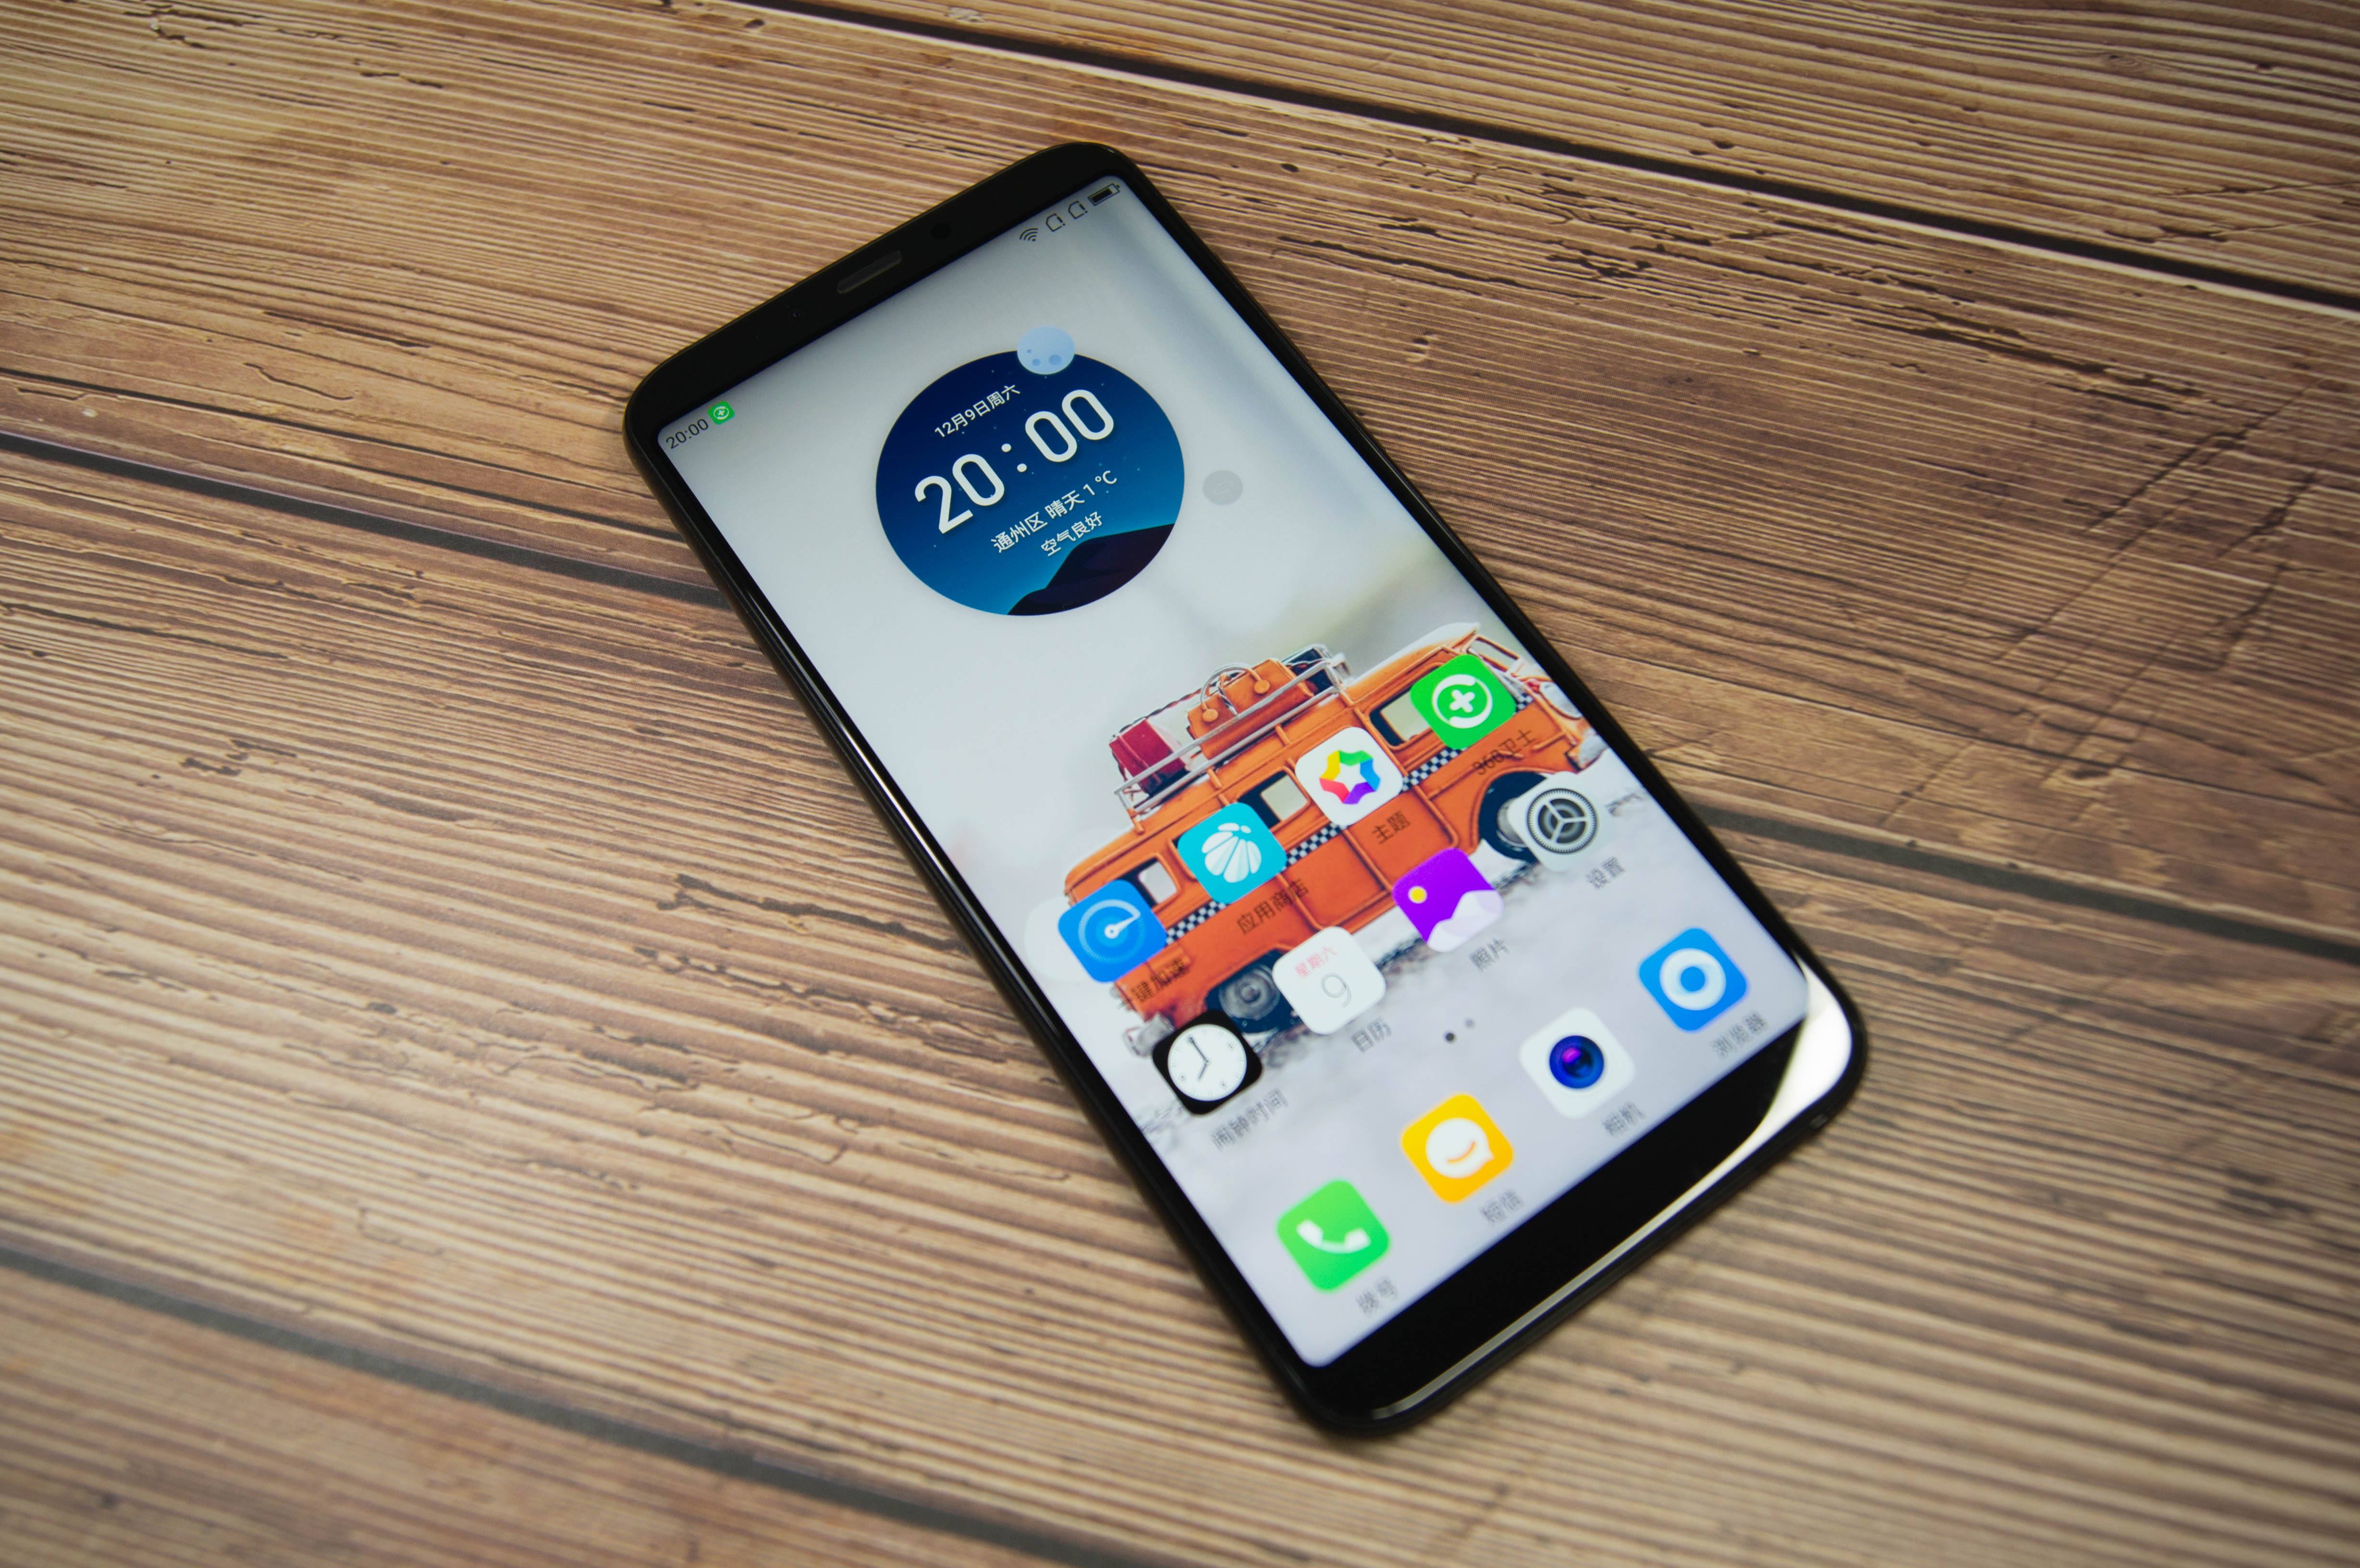 20:00
12月9日周六
20:00
通州区 晴天 1°C
空气良好
一键加速
应用商店
主题
360卫士
闹钟时间
星期六
9
日历
照片
设置
拨号
短信
相机
浏览器